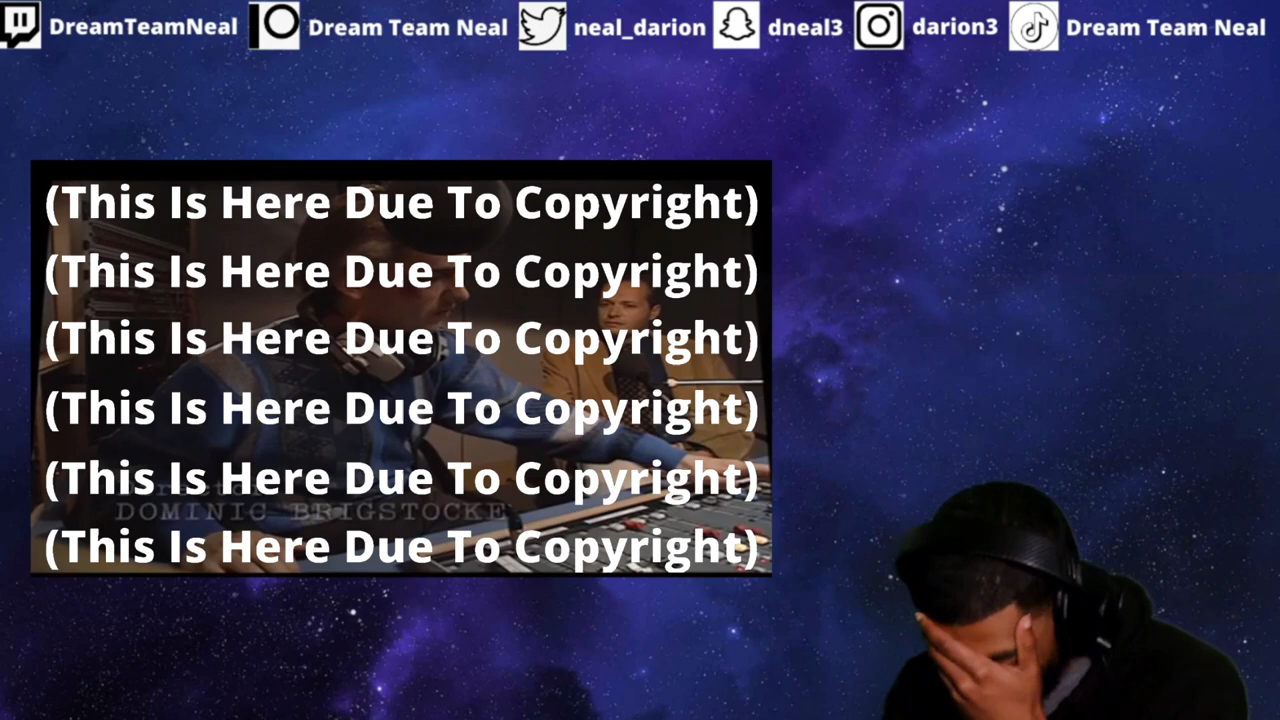 DreamTeamNeal Dream Team Neal neal_darion dneal3 darion3 Dream Team Neal
(This Is Here Due To Copyright)
(This Is Here Due To Copyright)
(This Is Here Due To Copyright)
(This Is Here Due To Copyright)
(This Is Here Due To Copyright)
Director
DOMINIC BRIGSTOCKE
(This Is Here Due To Copyright)